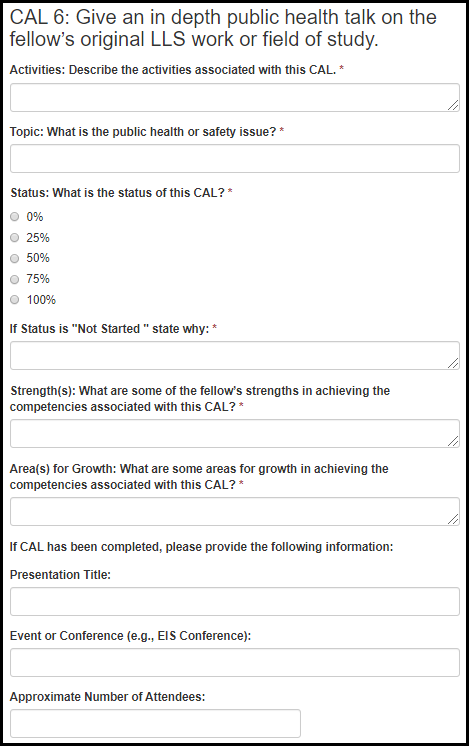 CAL 6: Give an in depth public health talk on the
fellow's original LLS work or field of study.
Activities: Describe the activities associated with this CAL. *
Topic: What is the public health or safety issue? *
Status: What is the status of this CAL? *
0%
25%
50%
75%
100%
If Status is "Not Started " state why: *
Strength(s): What are some of the fellow's strengths in achieving the
competencies associated with this CAL? *
Area(s) for Growth: What are some areas for growth in achieving the
competencies associated with this CAL? *
If CAL has been completed, please provide the following information:
Presentation Title:
Event or Conference (e.g., EIS Conference):
Approximate Number of Attendees: